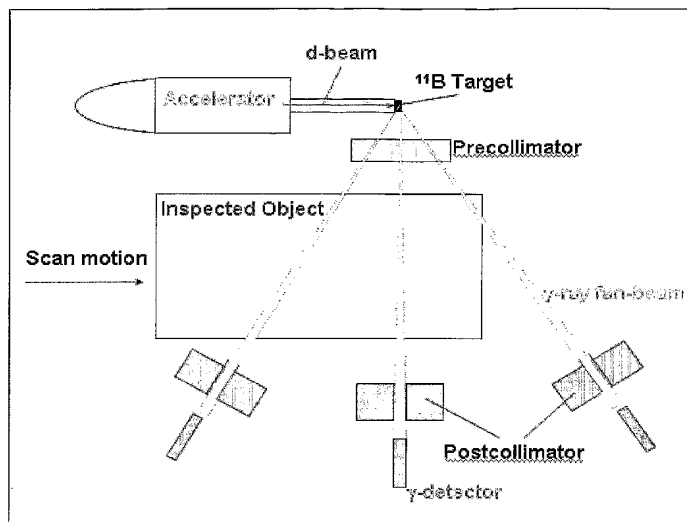 d-beam
¹¹B Target
Accelerator
Precollimator
Inspected Object
Scan motion
γ-ray fan-beam
Postcollimator
γ-detector